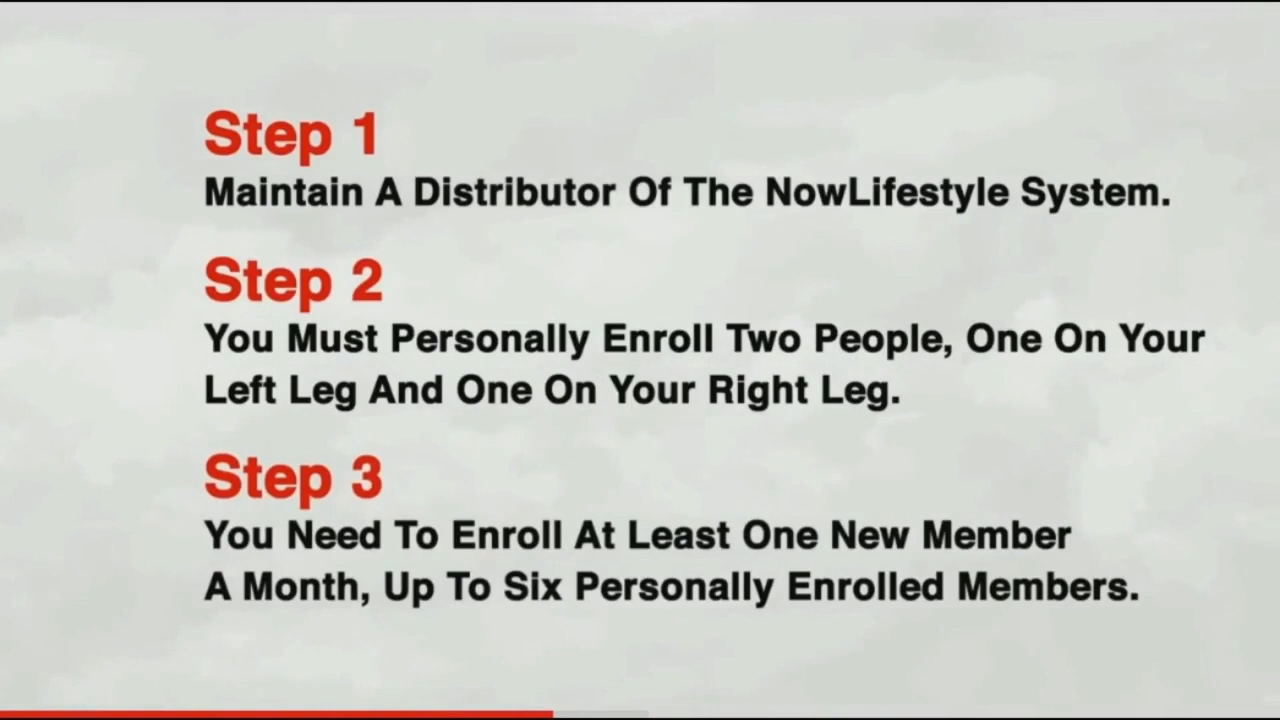 Step 1
Maintain A Distributor Of The NowLifestyle System.
Step 2
You Must Personally Enroll Two People, One On Your
Left Leg And One On Your Right Leg.
Step 3
You Need To Enroll At Least One New Member
A Month, Up To Six Personally Enrolled Members.